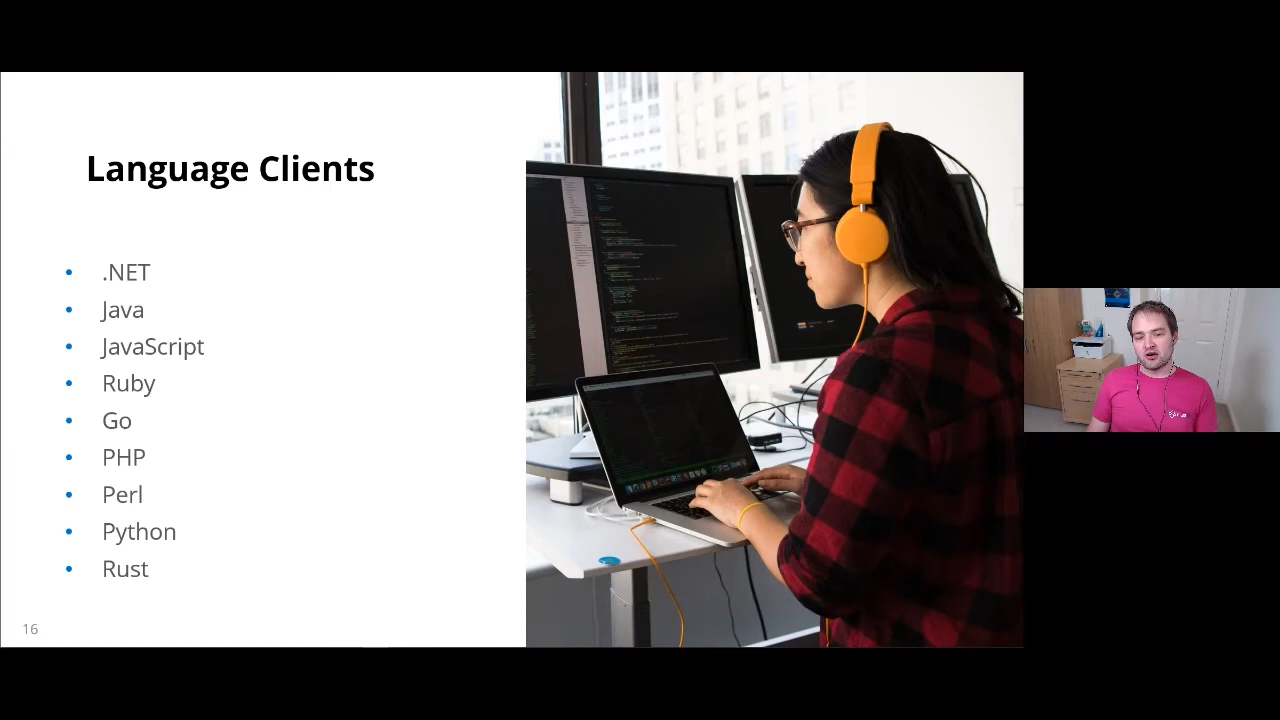 Language Clients
.NET
Java
JavaScript
Ruby
Go
PHP
Perl
Python
Rust
16